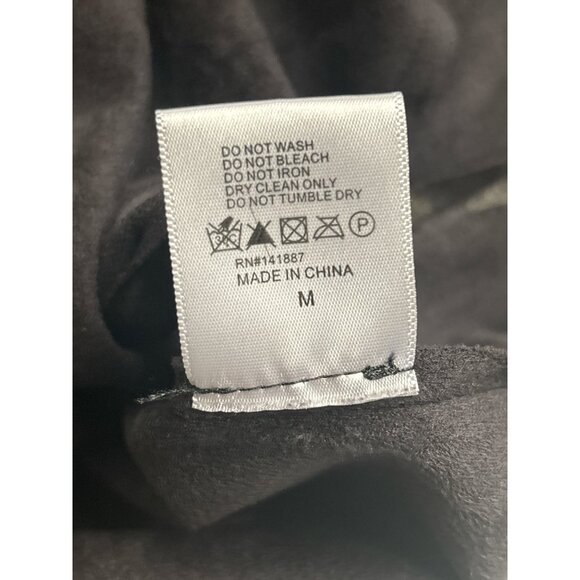 DO NOT WASH
DO NOT BLEACH
DO NOT IRON
DRY CLEAN ONLY
DO NOT TUMBLE DRY
P
RN#141887
MADE IN CHINA
M